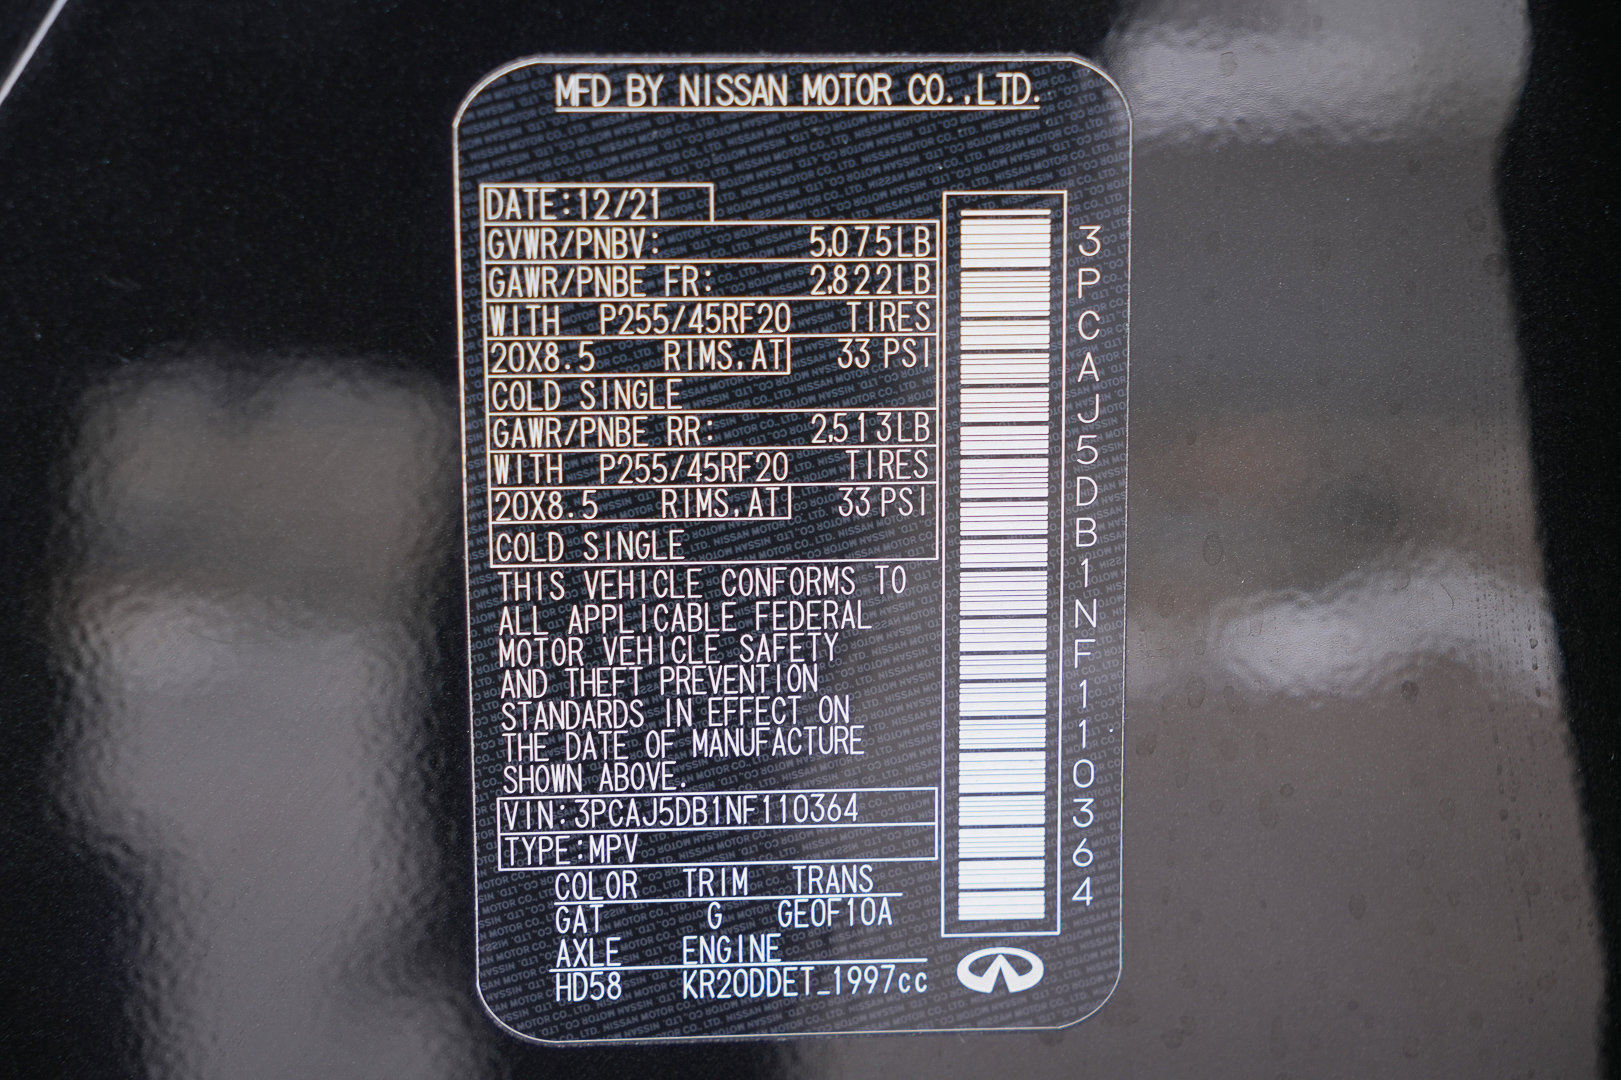 MFD BY NISSAN MOTOR CO.,LTD.
DATE:12/21
GVWR/PNBV: 5,075LB
GAWR/PNBE FR: 2,822LB
WITH P255/45RF20 TIRES
20X8.5 RIMS,AT 33 PSI
COLD SINGLE
GAWR/PNBE RR: 2,513LB
WITH P255/45RF20 TIRES
20X8.5 RIMS,AT 33 PSI
COLD SINGLE
THIS VEHICLE CONFORMS TO
ALL APPLICABLE FEDERAL
MOTOR VEHICLE SAFETY
AND THEFT PREVENTION
STANDARDS IN EFFECT ON
THE DATE OF MANUFACTURE
SHOWN ABOVE.
VIN:3PCAJ5DB1NF110364
TYPE:MPV
COLOR TRIM TRANS
GAT G GE0F10A
AXLE ENGINE
HD58 KR20DDET_1997cc
3PCAJ5DB1NF110364